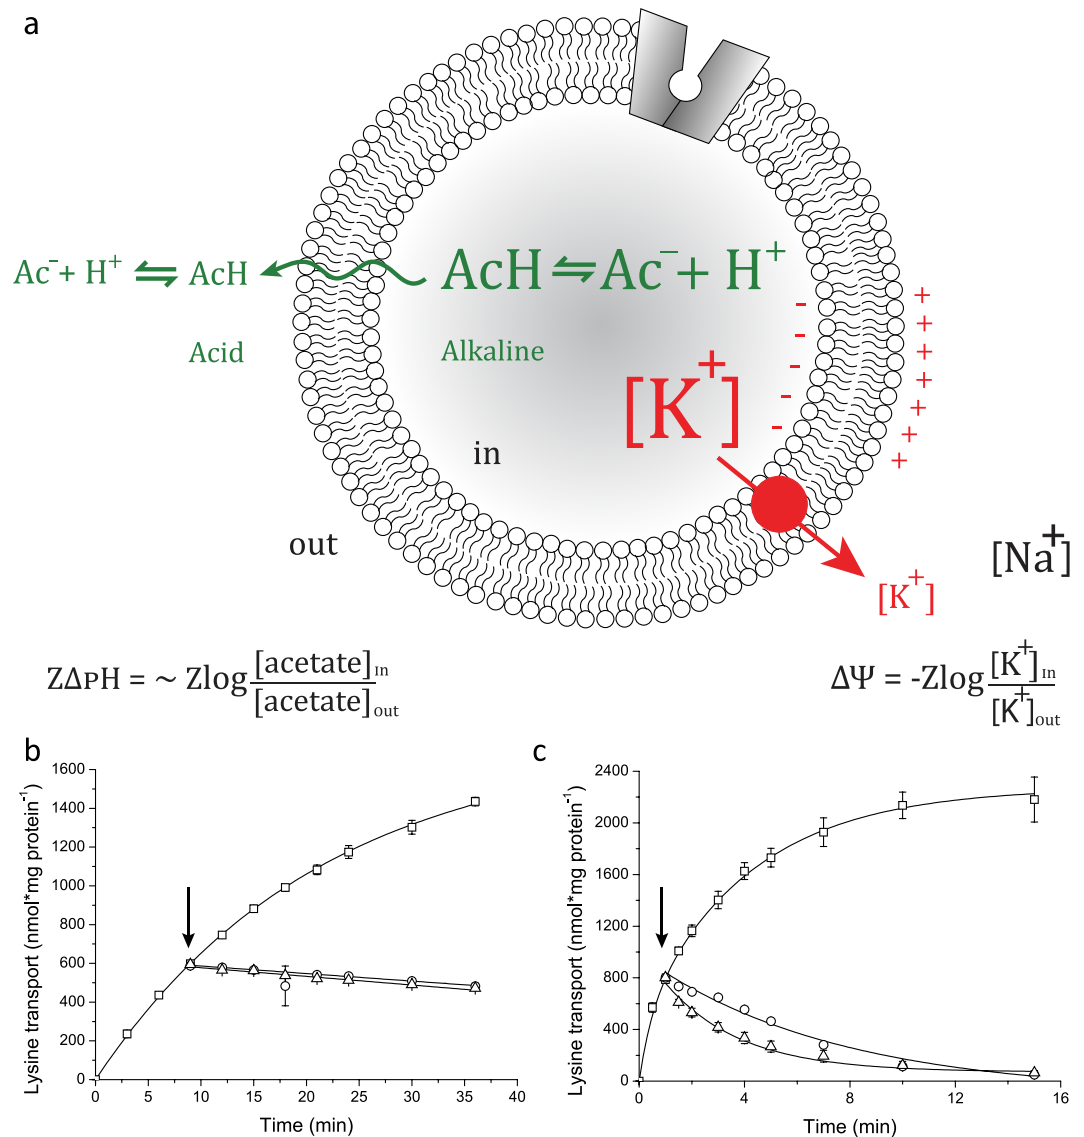 a
Ac⁻ + H⁺ ⇌ AcH
AcH ⇌ Ac⁻ + H⁺
Acid
Alkaline
[K⁺]
in
out
[Na⁺]
[K⁺]
ZΔpH = ~ Zlog [acetate]In / [acetate]out
ΔΨ = -Zlog [K⁺]In / [K⁺]out
b
Lysine transport (nmol*mg protein⁻¹)
1600
1400
1200
1000
800
600
400
200
0
0 5 10 15 20 25 30 35 40
Time (min)
c
Lysine transport (nmol*mg protein⁻¹)
2400
2000
1600
1200
800
400
0
0 4 8 12 16
Time (min)